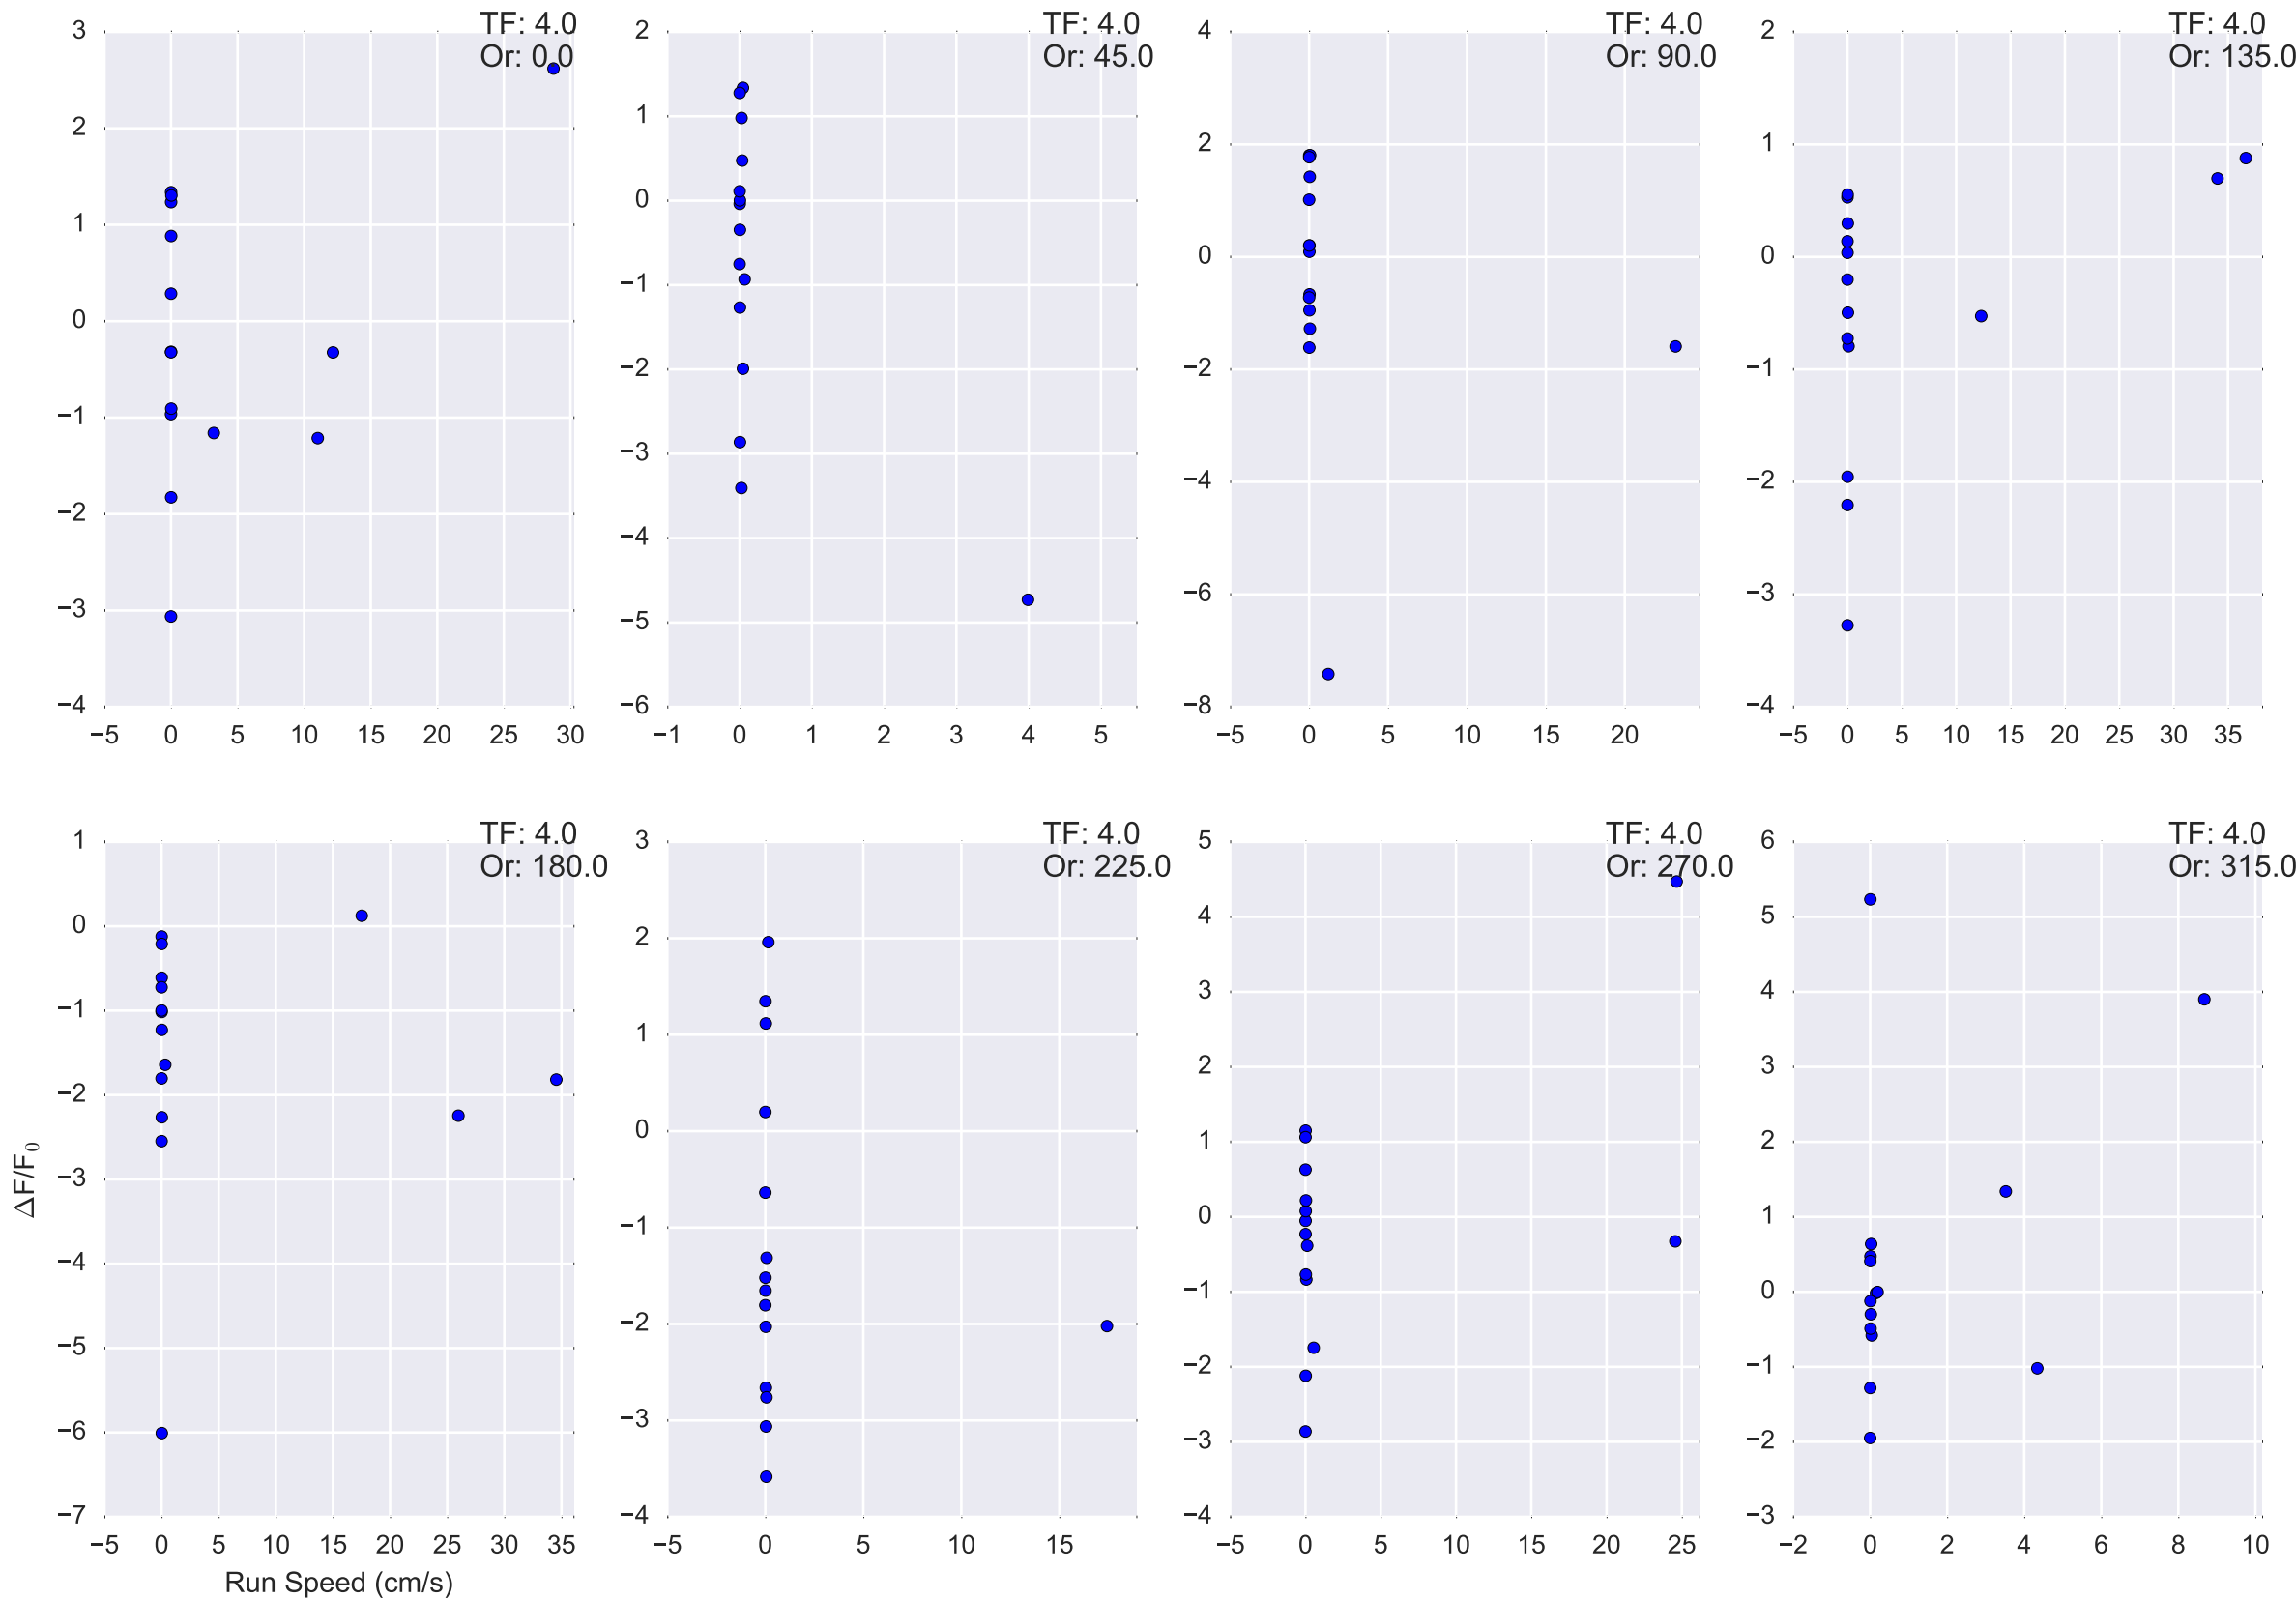 TF: 4.0
Or: 0.0
3
2
1
0
−1
−2
−3
−4
−5 0 5 10 15 20 25 30
TF: 4.0
Or: 45.0
2
1
0
−1
−2
−3
−4
−5
−6
−1 0 1 2 3 4 5
TF: 4.0
Or: 90.0
4
2
0
−2
−4
−6
−8
−5 0 5 10 15 20
TF: 4.0
Or: 135.0
2
1
0
−1
−2
−3
−4
−5 0 5 10 15 20 25 30 35
TF: 4.0
Or: 180.0
1
0
−1
−2
−3
−4
−5
−6
−7
−5 0 5 10 15 20 25 30 35
ΔF/F₀
Run Speed (cm/s)
TF: 4.0
Or: 225.0
3
2
1
0
−1
−2
−3
−4
−5 0 5 10 15
TF: 4.0
Or: 270.0
5
4
3
2
1
0
−1
−2
−3
−4
−5 0 5 10 15 20 25
TF: 4.0
Or: 315.0
6
5
4
3
2
1
0
−1
−2
−3
−2 0 2 4 6 8 10